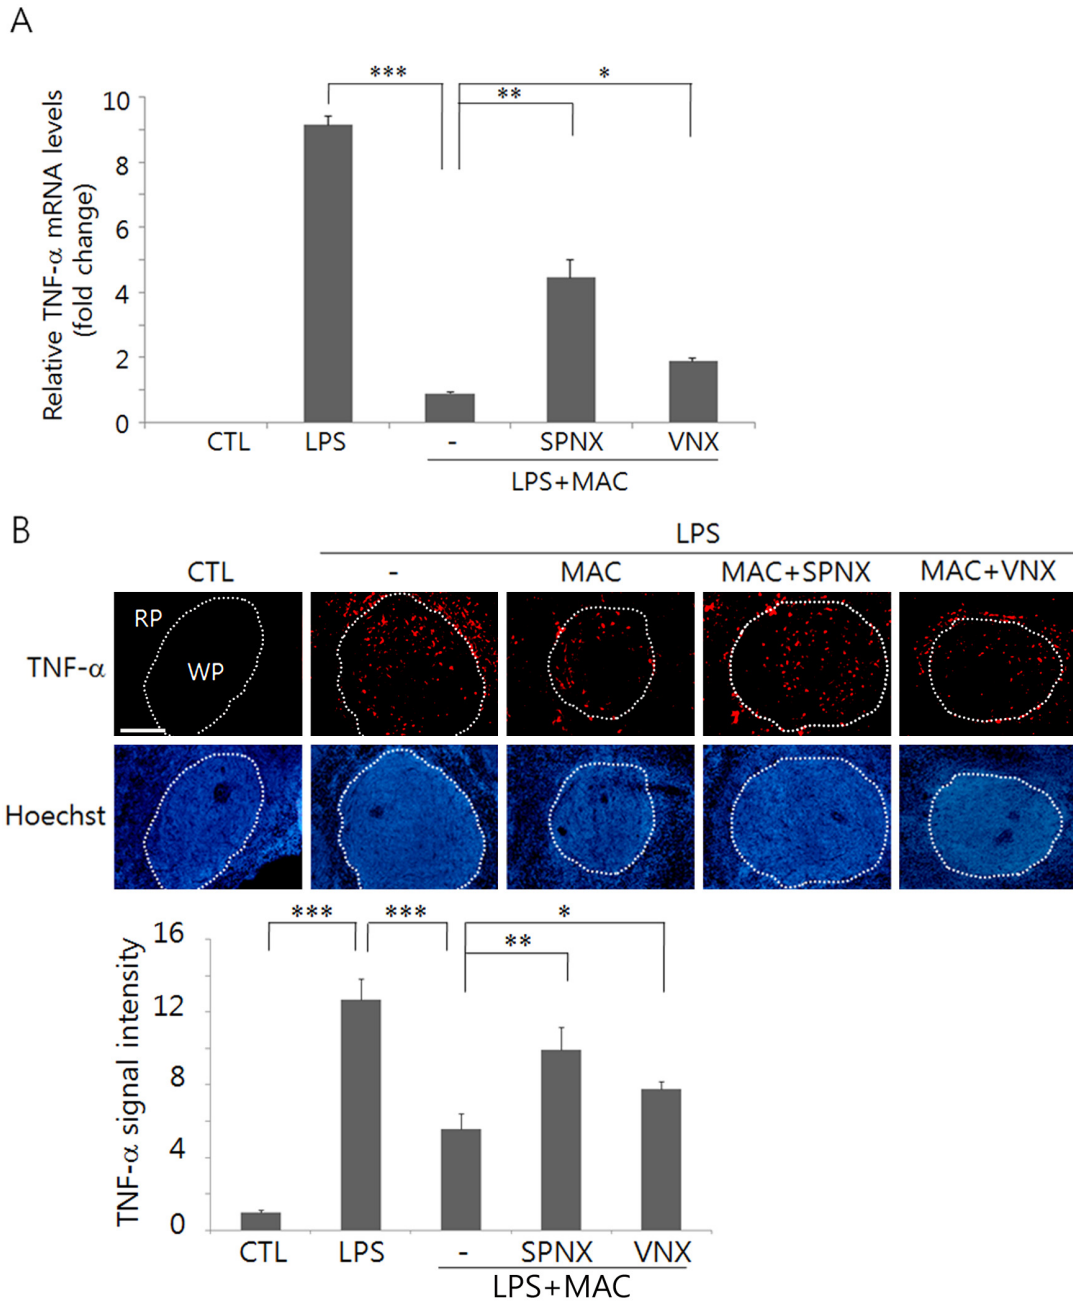 A
Relative TNF-α mRNA levels
(fold change)
10
8
6
4
2
0
***
**
*
CTL LPS - SPNX VNX
LPS+MAC
B
LPS
CTL - MAC MAC+SPNX MAC+VNX
TNF-α
RP
WP
Hoechst
TNF-α signal intensity
16
12
8
4
0
*** *** *
**
CTL LPS - SPNX VNX
LPS+MAC